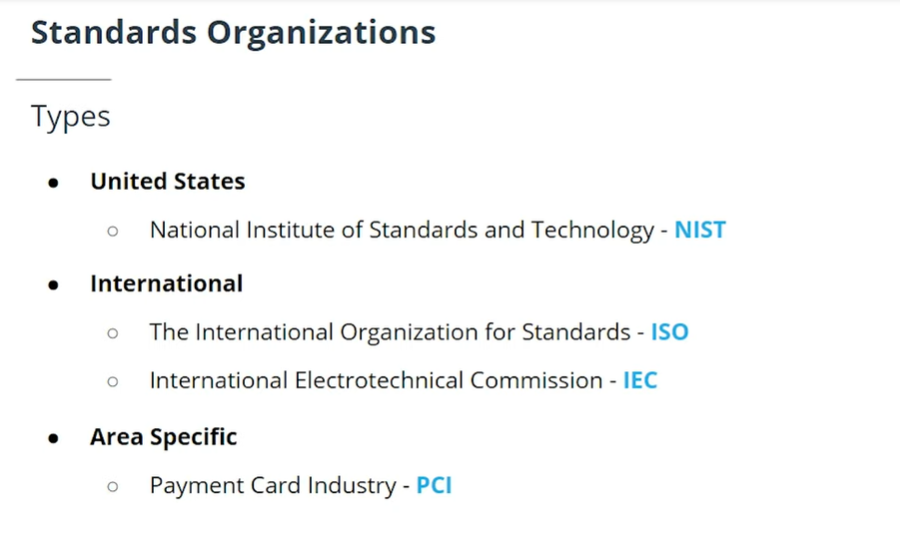 Standards Organizations
Types
● United States
○ National Institute of Standards and Technology - NIST
● International
○ The International Organization for Standards - ISO
○ International Electrotechnical Commission - IEC
● Area Specific
○ Payment Card Industry - PCI